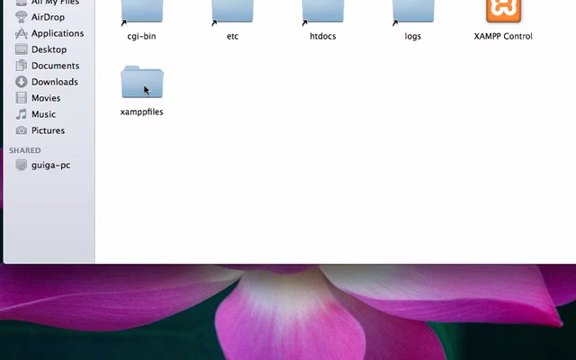 All My Files
AirDrop
Applications
Desktop
Documents
Downloads
Movies
Music
Pictures
SHARED
guiga-pc
cgi-bin
etc
htdocs
logs
XAMPP Control
xamppfiles